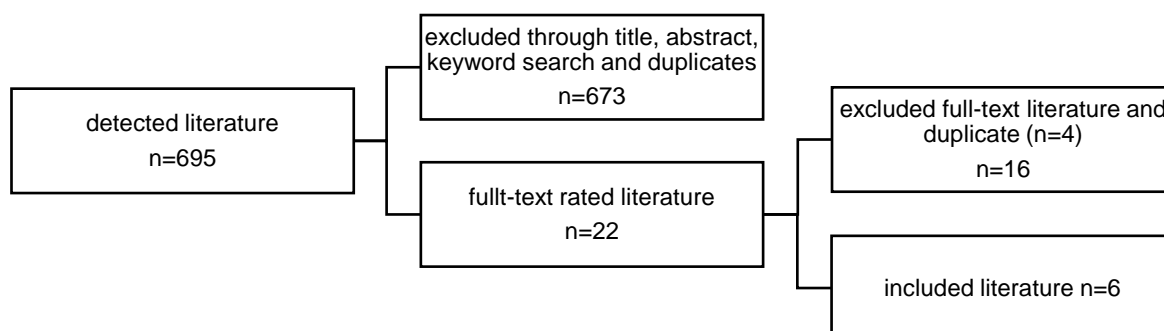 detected literature
n=695
excluded through title, abstract,
keyword search and duplicates
n=673
fullt-text rated literature
n=22
excluded full-text literature and
duplicate (n=4)
n=16
included literature n=6